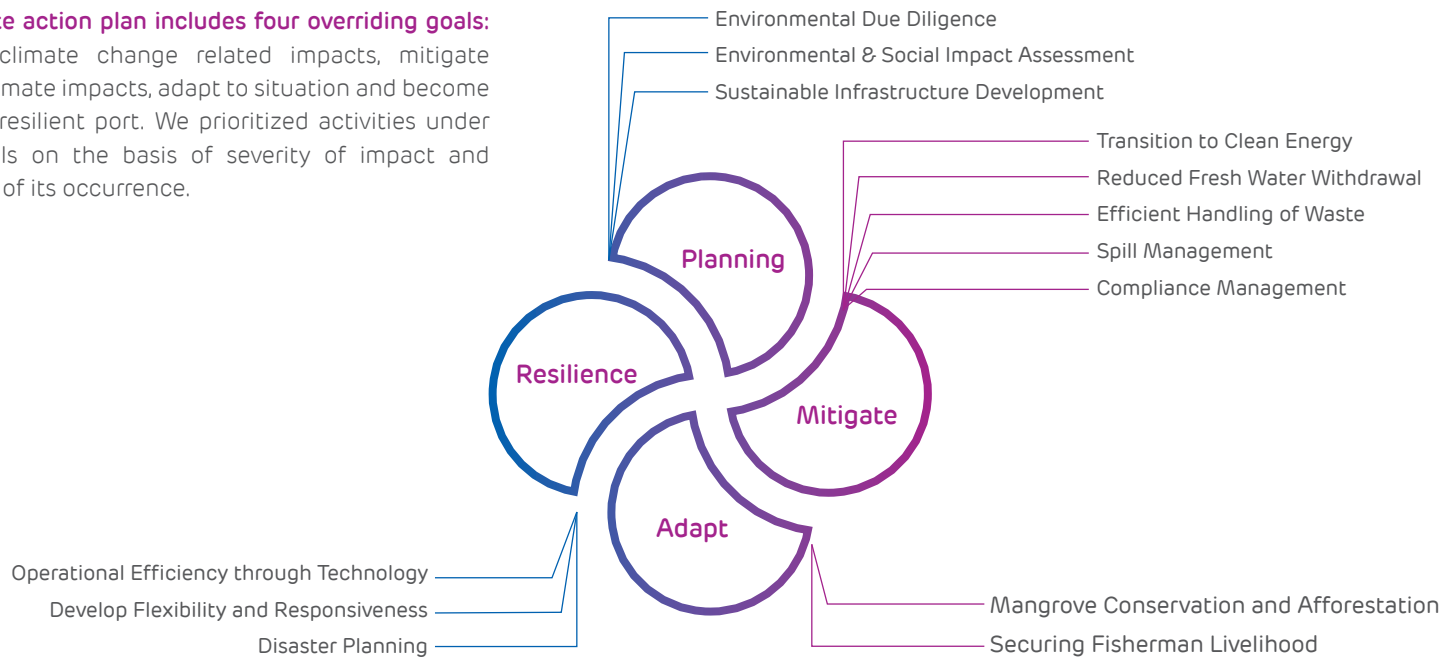 te action plan includes four overriding goals:
climate change related impacts, mitigate
mate impacts, adapt to situation and become
resilient port. We prioritized activities under
ls on the basis of severity of impact and
of its occurrence.
Environmental Due Diligence
Environmental & Social Impact Assessment
Sustainable Infrastructure Development
Transition to Clean Energy
Reduced Fresh Water Withdrawal
Efficient Handling of Waste
Spill Management
Compliance Management
Planning
Resilience
Mitigate
Adapt
Operational Efficiency through Technology
Develop Flexibility and Responsiveness
Disaster Planning
Mangrove Conservation and Afforestation
Securing Fisherman Livelihood